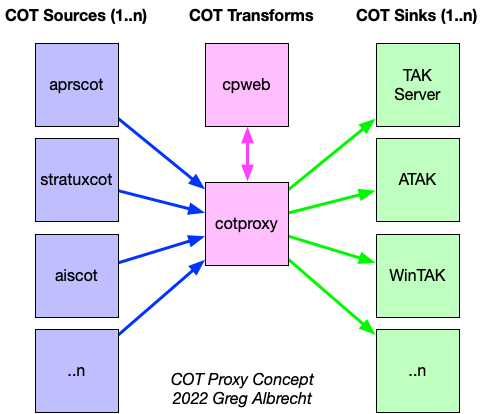 COT Sources (1..n)
COT Transforms
COT Sinks (1..n)
aprscot
cpweb
TAK
Server
stratuxcot
ATAK
cotproxy
aiscot
WinTAK
..n
..n
COT Proxy Concept
2022 Greg Albrecht